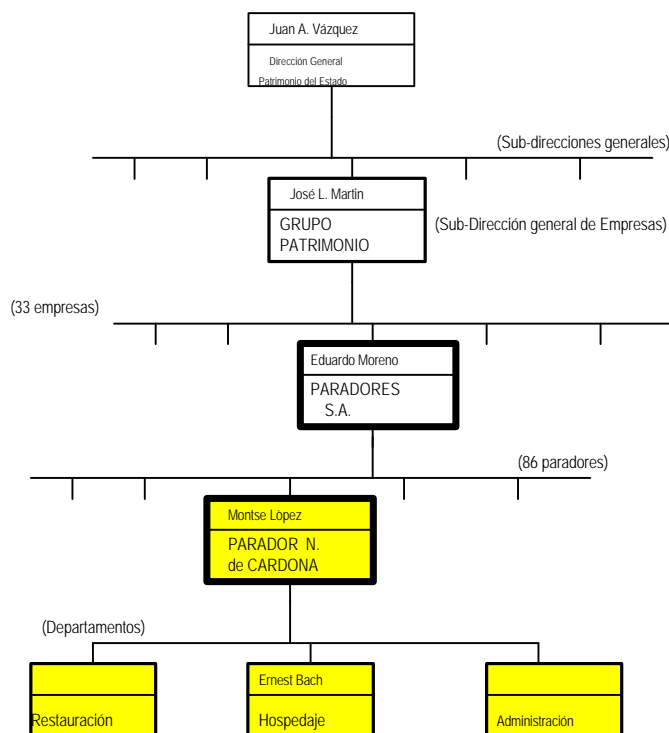 Juan A. Vázquez
Dirección General
Patrimonio del Estado
(Sub-direcciones generales)
José L. Martin
GRUPO
PATRIMONIO
(Sub-Dirección general de Empresas)
(33 empresas)
Eduardo Moreno
PARADORES
S.A.
(86 paradores)
Montse Lòpez
PARADOR N.
de CARDONA
(Departamentos)
Restauración
Ernest Bach
Hospedaje
Administración